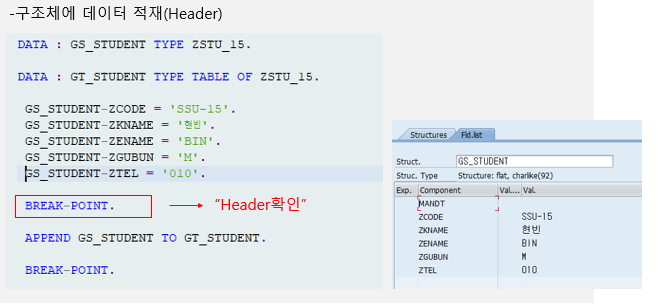 -구조체에 데이터 적재(Header)
DATA : GS_STUDENT TYPE ZSTU_15.
DATA : GT_STUDENT TYPE TABLE OF ZSTU_15.
GS_STUDENT-ZCODE = 'SSU-15'.
GS_STUDENT-ZKNAME = '현빈'.
GS_STUDENT-ZENAME = 'BIN'.
GS_STUDENT-ZGUBUN = 'M'.
GS_STUDENT-ZTEL = '010'.
BREAK-POINT.
“Header확인”
APPEND GS_STUDENT TO GT_STUDENT.
BREAK-POINT.
Structures Fld.list
Struct. GS_STUDENT
Struc. Type Structure: flat, charlike(92)
Exp. Component Val.... Val.
MANDT
ZCODE SSU-15
ZKNAME 현빈
ZENAME BIN
ZGUBUN M
ZTEL 010